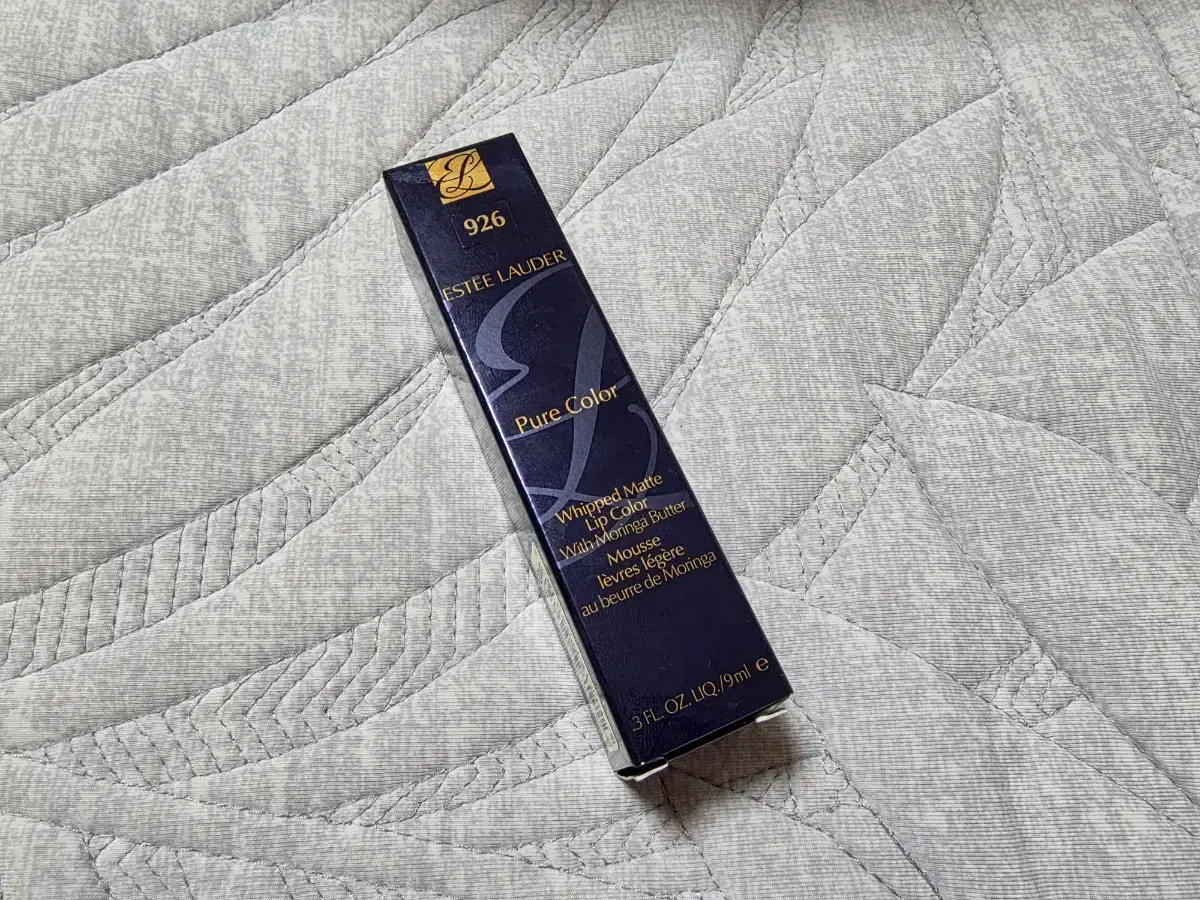 926
ESTĒE LAUDER
Pure Color
Whipped Matte
Lip Color
With Moringa Butter
Mousse
lèvres légère
au beurre de Moringa
3 FL. OZ. LIQ./9ml ℮